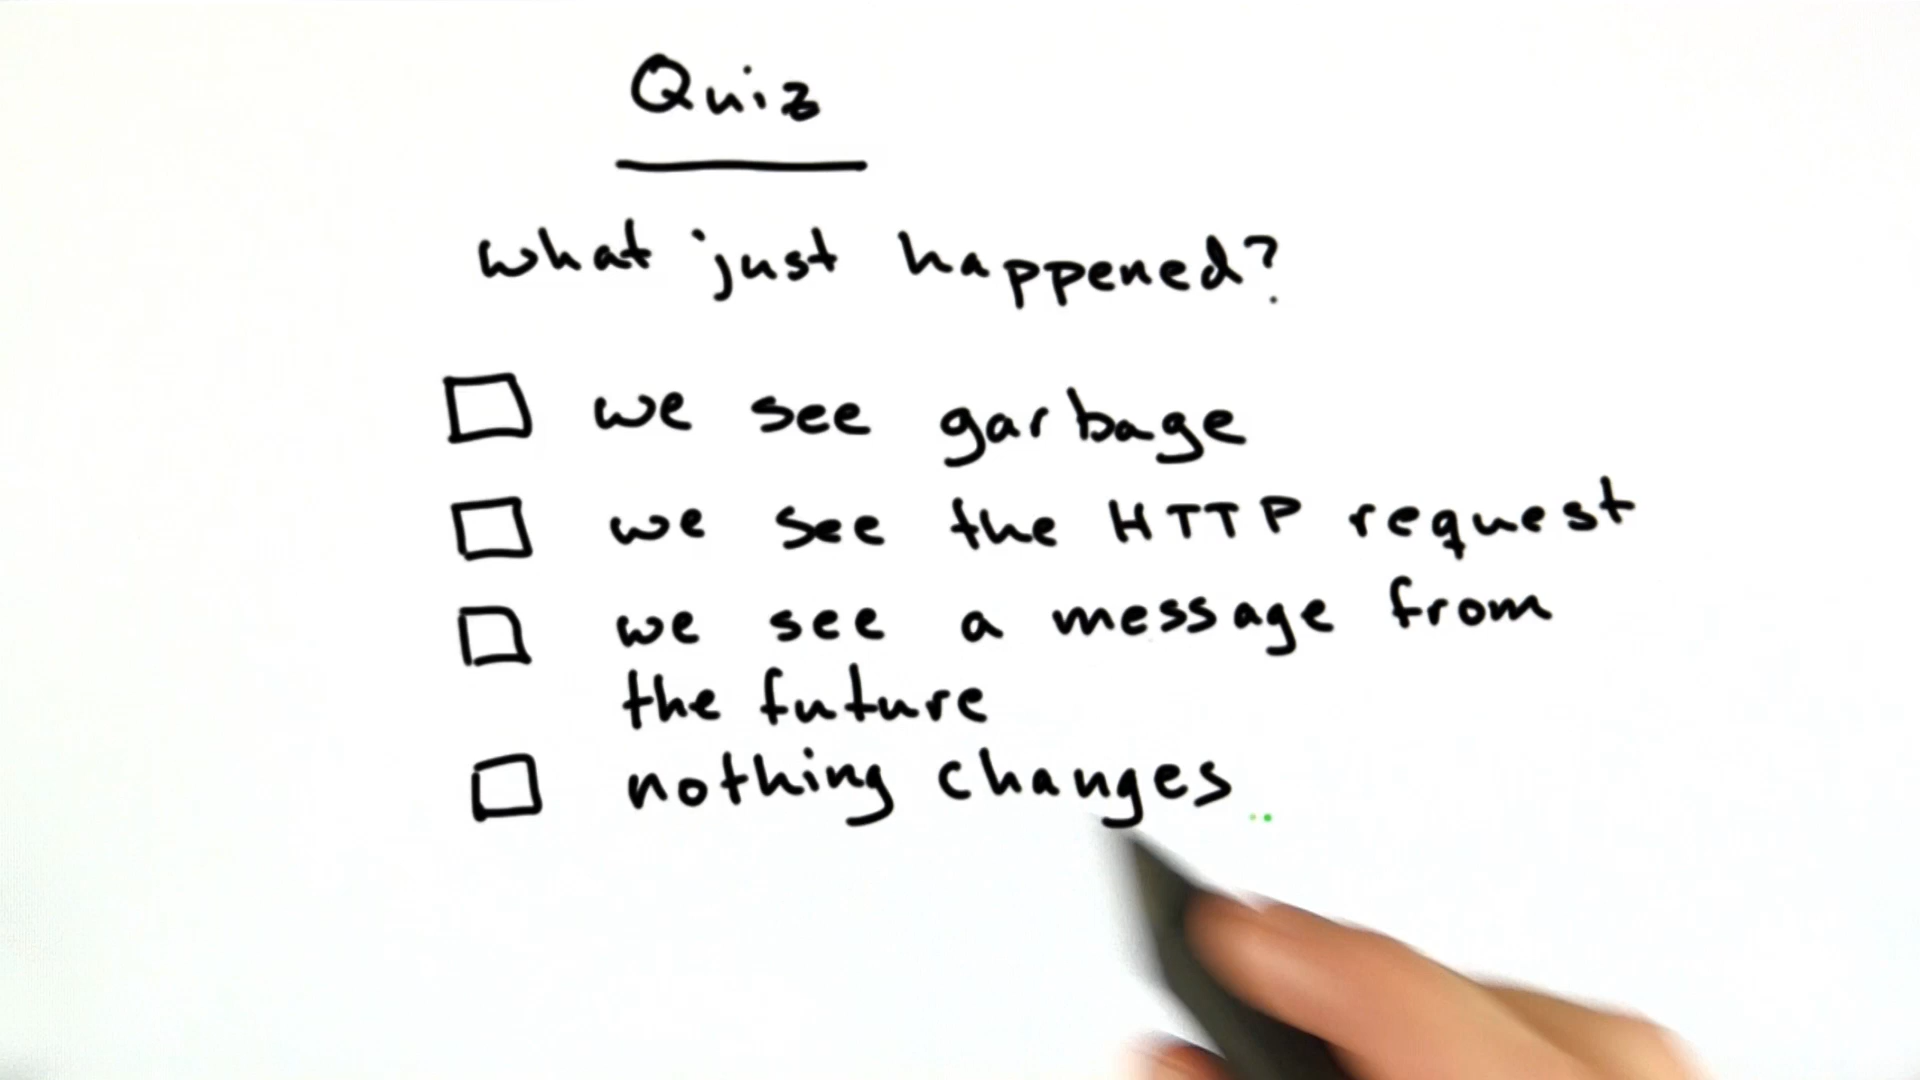 Quiz
what just happened?
we see garbage
we see the HTTP request
we see a message from
the future
nothing changes